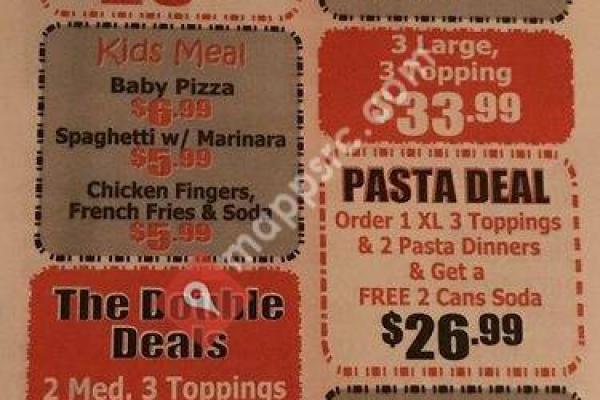 Kids Meal
Baby Pizza
$6.99
Spaghetti w/ Marinara
$5.99
Chicken Fingers,
French Fries & Soda
$5.99
The Double
Deals
2 Med. 3 Toppings
3 Large,
3 Topping
$33.99
PASTA DEAL
Order 1 XL 3 Toppings
& 2 Pasta Dinners
& Get a
FREE 2 Cans Soda
$26.99
mappsrc.com